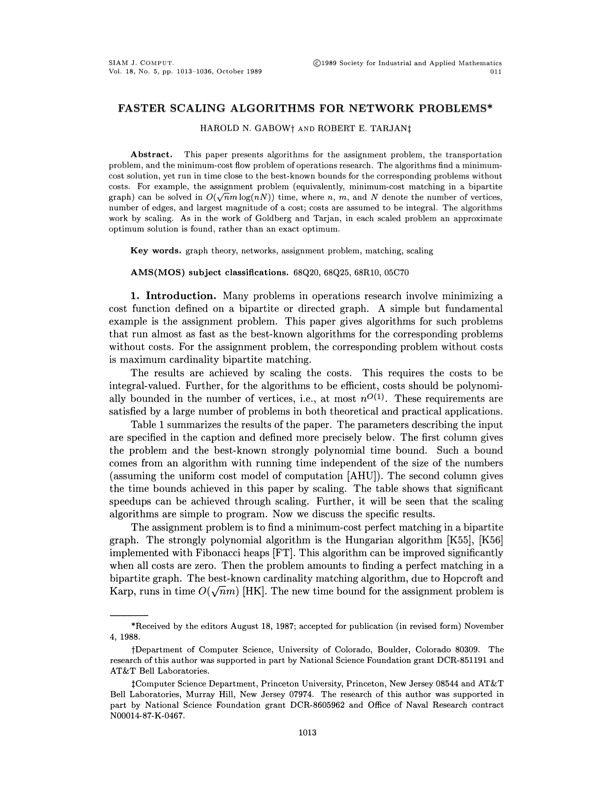 SIAM J. COMPUT.
Vol. 18, No. 5, pp. 1013–1036, October 1989
©1989 Society for Industrial and Applied Mathematics
011
FASTER SCALING ALGORITHMS FOR NETWORK PROBLEMS*
HAROLD N. GABOW† AND ROBERT E. TARJAN‡
Abstract. This paper presents algorithms for the assignment problem, the transportation
problem, and the minimum-cost flow problem of operations research. The algorithms find a minimum-
cost solution, yet run in time close to the best-known bounds for the corresponding problems without
costs. For example, the assignment problem (equivalently, minimum-cost matching in a bipartite
graph) can be solved in O(√nm log(nN)) time, where n, m, and N denote the number of vertices,
number of edges, and largest magnitude of a cost; costs are assumed to be integral. The algorithms
work by scaling. As in the work of Goldberg and Tarjan, in each scaled problem an approximate
optimum solution is found, rather than an exact optimum.
Key words. graph theory, networks, assignment problem, matching, scaling
AMS(MOS) subject classifications. 68Q20, 68Q25, 68R10, 05C70
1. Introduction. Many problems in operations research involve minimizing a
cost function defined on a bipartite or directed graph. A simple but fundamental
example is the assignment problem. This paper gives algorithms for such problems
that run almost as fast as the best-known algorithms for the corresponding problems
without costs. For the assignment problem, the corresponding problem without costs
is maximum cardinality bipartite matching.
The results are achieved by scaling the costs. This requires the costs to be
integral-valued. Further, for the algorithms to be efficient, costs should be polynomi-
ally bounded in the number of vertices, i.e., at most n^O(1). These requirements are
satisfied by a large number of problems in both theoretical and practical applications.
Table 1 summarizes the results of the paper. The parameters describing the input
are specified in the caption and defined more precisely below. The first column gives
the problem and the best-known strongly polynomial time bound. Such a bound
comes from an algorithm with running time independent of the size of the numbers
(assuming the uniform cost model of computation [AHU]). The second column gives
the time bounds achieved in this paper by scaling. The table shows that significant
speedups can be achieved through scaling. Further, it will be seen that the scaling
algorithms are simple to program. Now we discuss the specific results.
The assignment problem is to find a minimum-cost perfect matching in a bipartite
graph. The strongly polynomial algorithm is the Hungarian algorithm [K55], [K56]
implemented with Fibonacci heaps [FT]. This algorithm can be improved significantly
when all costs are zero. Then the problem amounts to finding a perfect matching in a
bipartite graph. The best-known cardinality matching algorithm, due to Hopcroft and
Karp, runs in time O(√nm) [HK]. The new time bound for the assignment problem is
*Received by the editors August 18, 1987; accepted for publication (in revised form) November
4, 1988.
†Department of Computer Science, University of Colorado, Boulder, Colorado 80309. The
research of this author was supported in part by National Science Foundation grant DCR-851191 and
AT&T Bell Laboratories.
‡Computer Science Department, Princeton University, Princeton, New Jersey 08544 and AT&T
Bell Laboratories, Murray Hill, New Jersey 07974. The research of this author was supported in
part by National Science Foundation grant DCR-8605962 and Office of Naval Research contract
N00014-87-K-0467.
1013